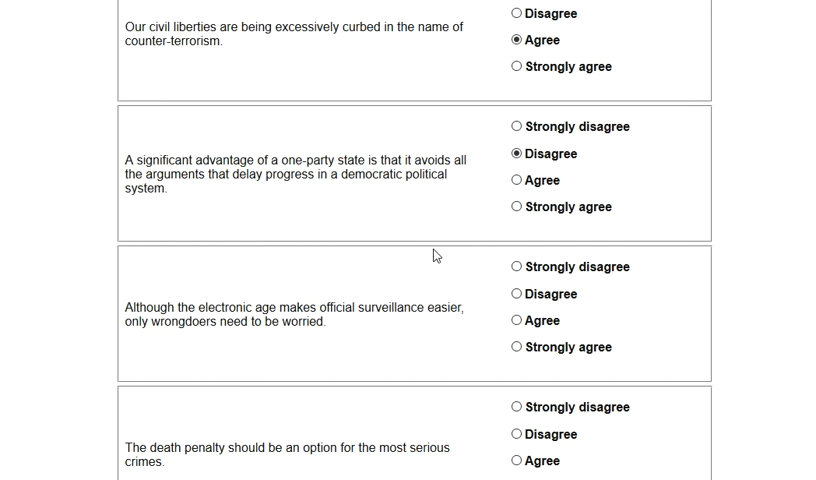 Disagree
Our civil liberties are being excessively curbed in the name of
counter-terrorism.
Agree
Strongly agree
Strongly disagree
Disagree
A significant advantage of a one-party state is that it avoids all
the arguments that delay progress in a democratic political
system.
Agree
Strongly agree
Strongly disagree
Disagree
Although the electronic age makes official surveillance easier,
only wrongdoers need to be worried.
Agree
Strongly agree
Strongly disagree
Disagree
The death penalty should be an option for the most serious
crimes.
Agree